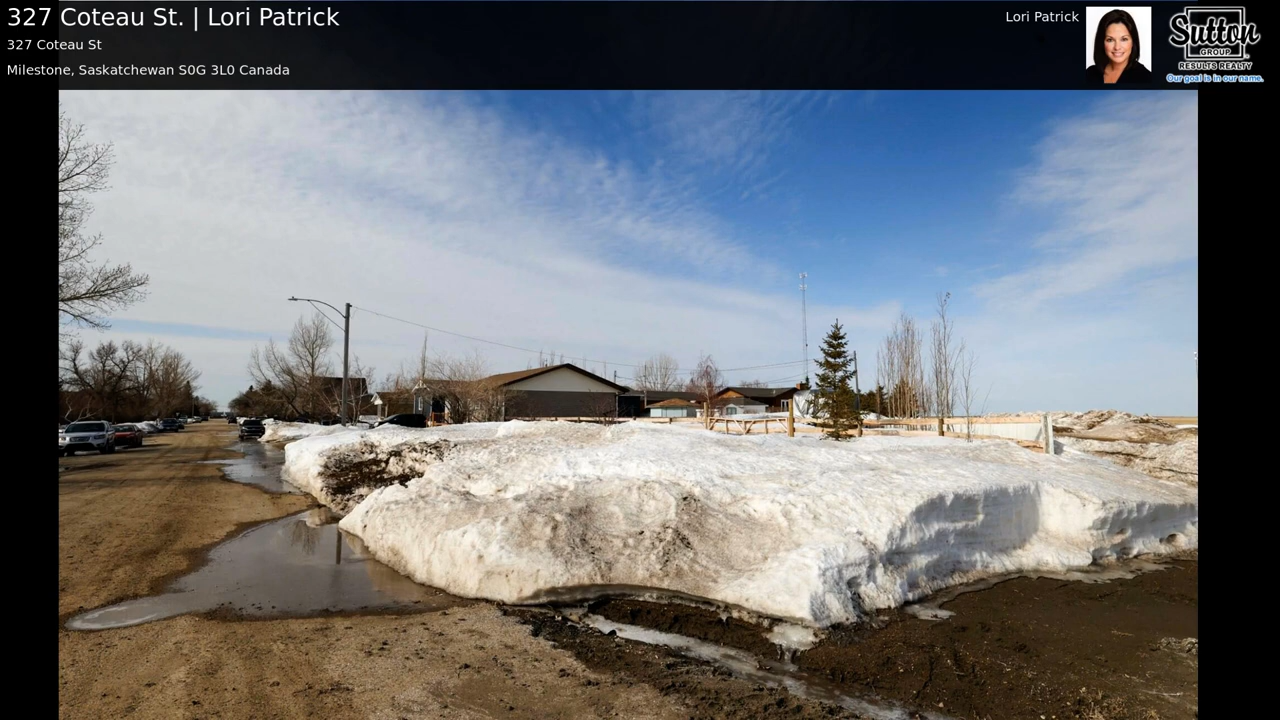 327 Coteau St. | Lori Patrick
327 Coteau St
Milestone, Saskatchewan S0G 3L0 Canada
Lori Patrick
Sutton
GROUP
RESULTS REALTY
Our goal is in our name.